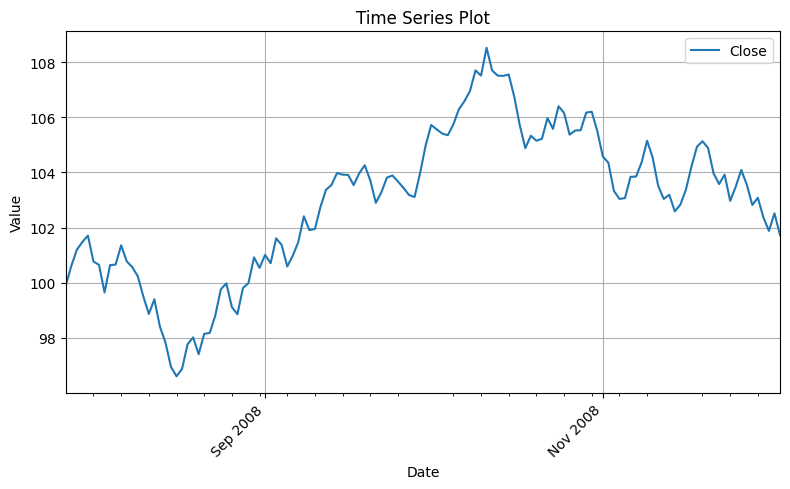 Time Series Plot
Close
Value
108
106
104
102
100
98
Sep 2008
Nov 2008
Date